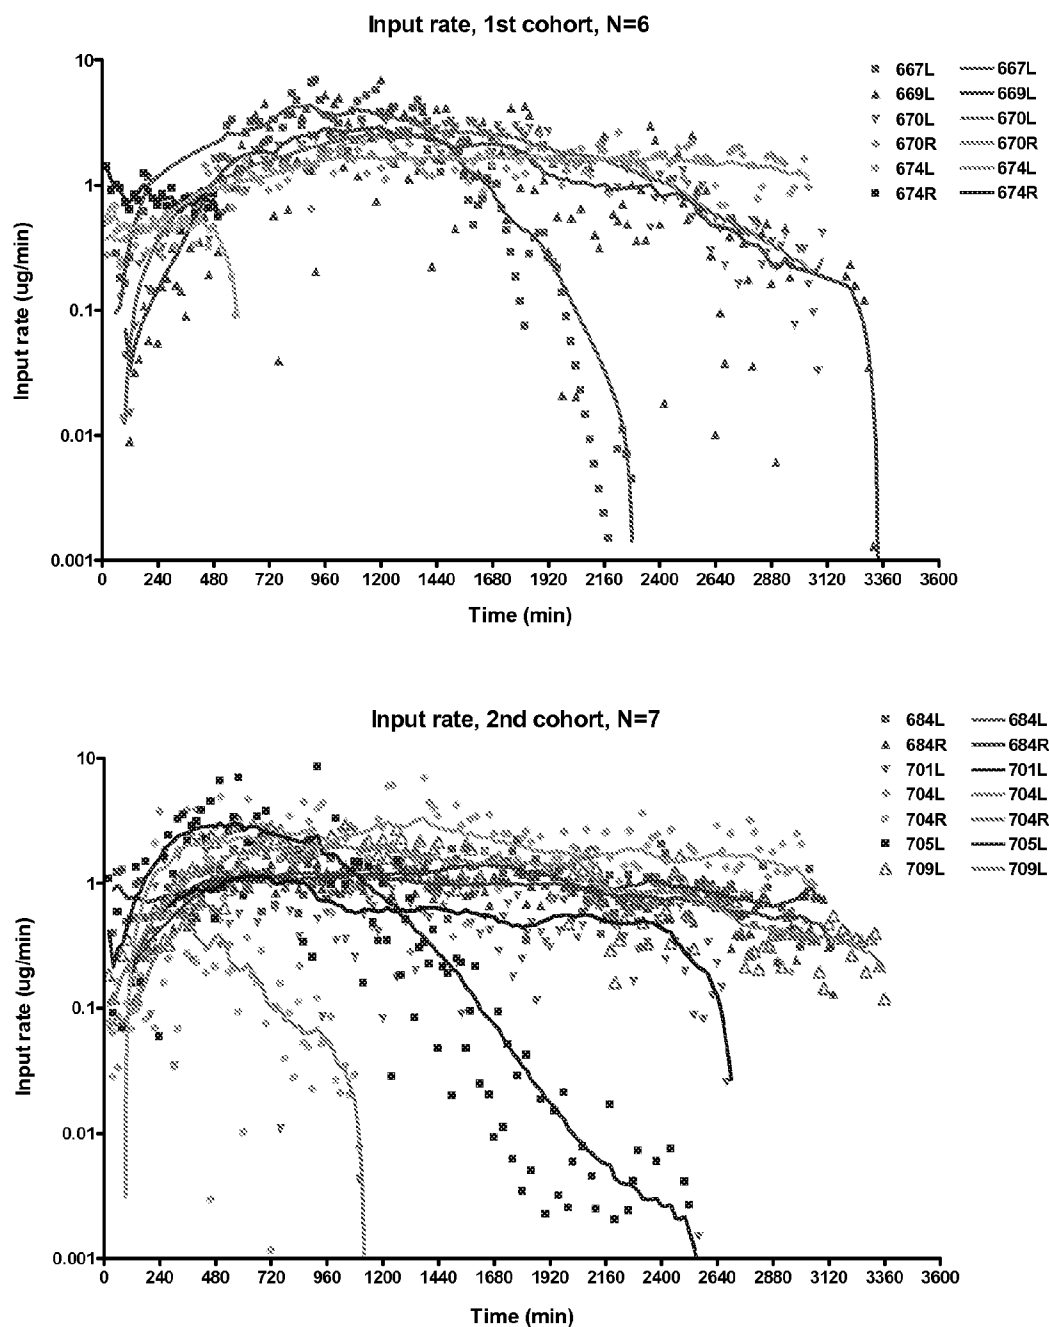 Input rate, 1st cohort, N=6
10
1
0.1
0.01
0.001
Input rate (ug/min)
0 240 480 720 960 1200 1440 1680 1920 2160 2400 2640 2880 3120 3360 3600
Time (min)
667L 667L
669L 669L
670L 670L
670R 670R
674L 674L
674R 674R
Input rate, 2nd cohort, N=7
10
1
0.1
0.01
0.001
Input rate (ug/min)
0 240 480 720 960 1200 1440 1680 1920 2160 2400 2640 2880 3120 3360 3600
Time (min)
684L 684L
684R 684R
701L 701L
704L 704L
704R 704R
705L 705L
709L 709L